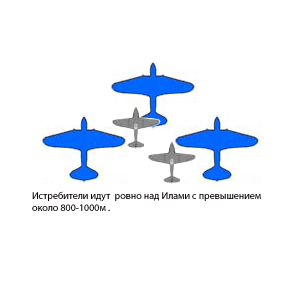 Истребители идут ровно над Илами с превышением
около 800-1000м .